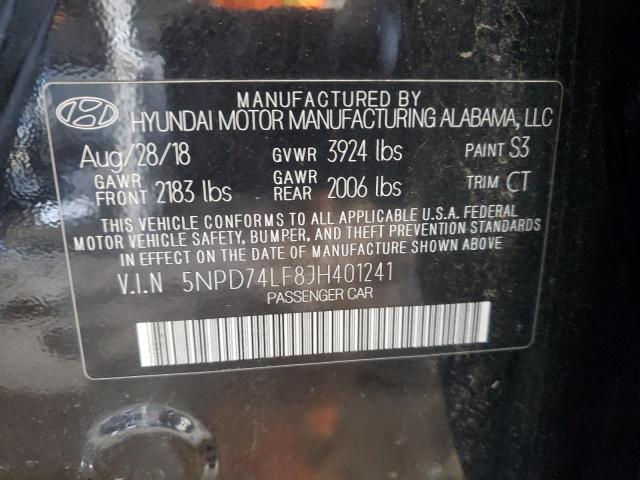 MANUFACTURED BY
HYUNDAI MOTOR MANUFACTURING ALABAMA, LLC
Aug/28/18 GVWR 3924 lbs PAINT S3
GAWR FRONT 2183 lbs GAWR REAR 2006 lbs TRIM CT
THIS VEHICLE CONFORMS TO ALL APPLICABLE U.S.A. FEDERAL
MOTOR VEHICLE SAFETY, BUMPER, AND THEFT PREVENTION STANDARDS
IN EFFECT ON THE DATE OF MANUFACTURE SHOWN ABOVE.
V.I.N 5NPD74LF8JH401241
PASSENGER CAR